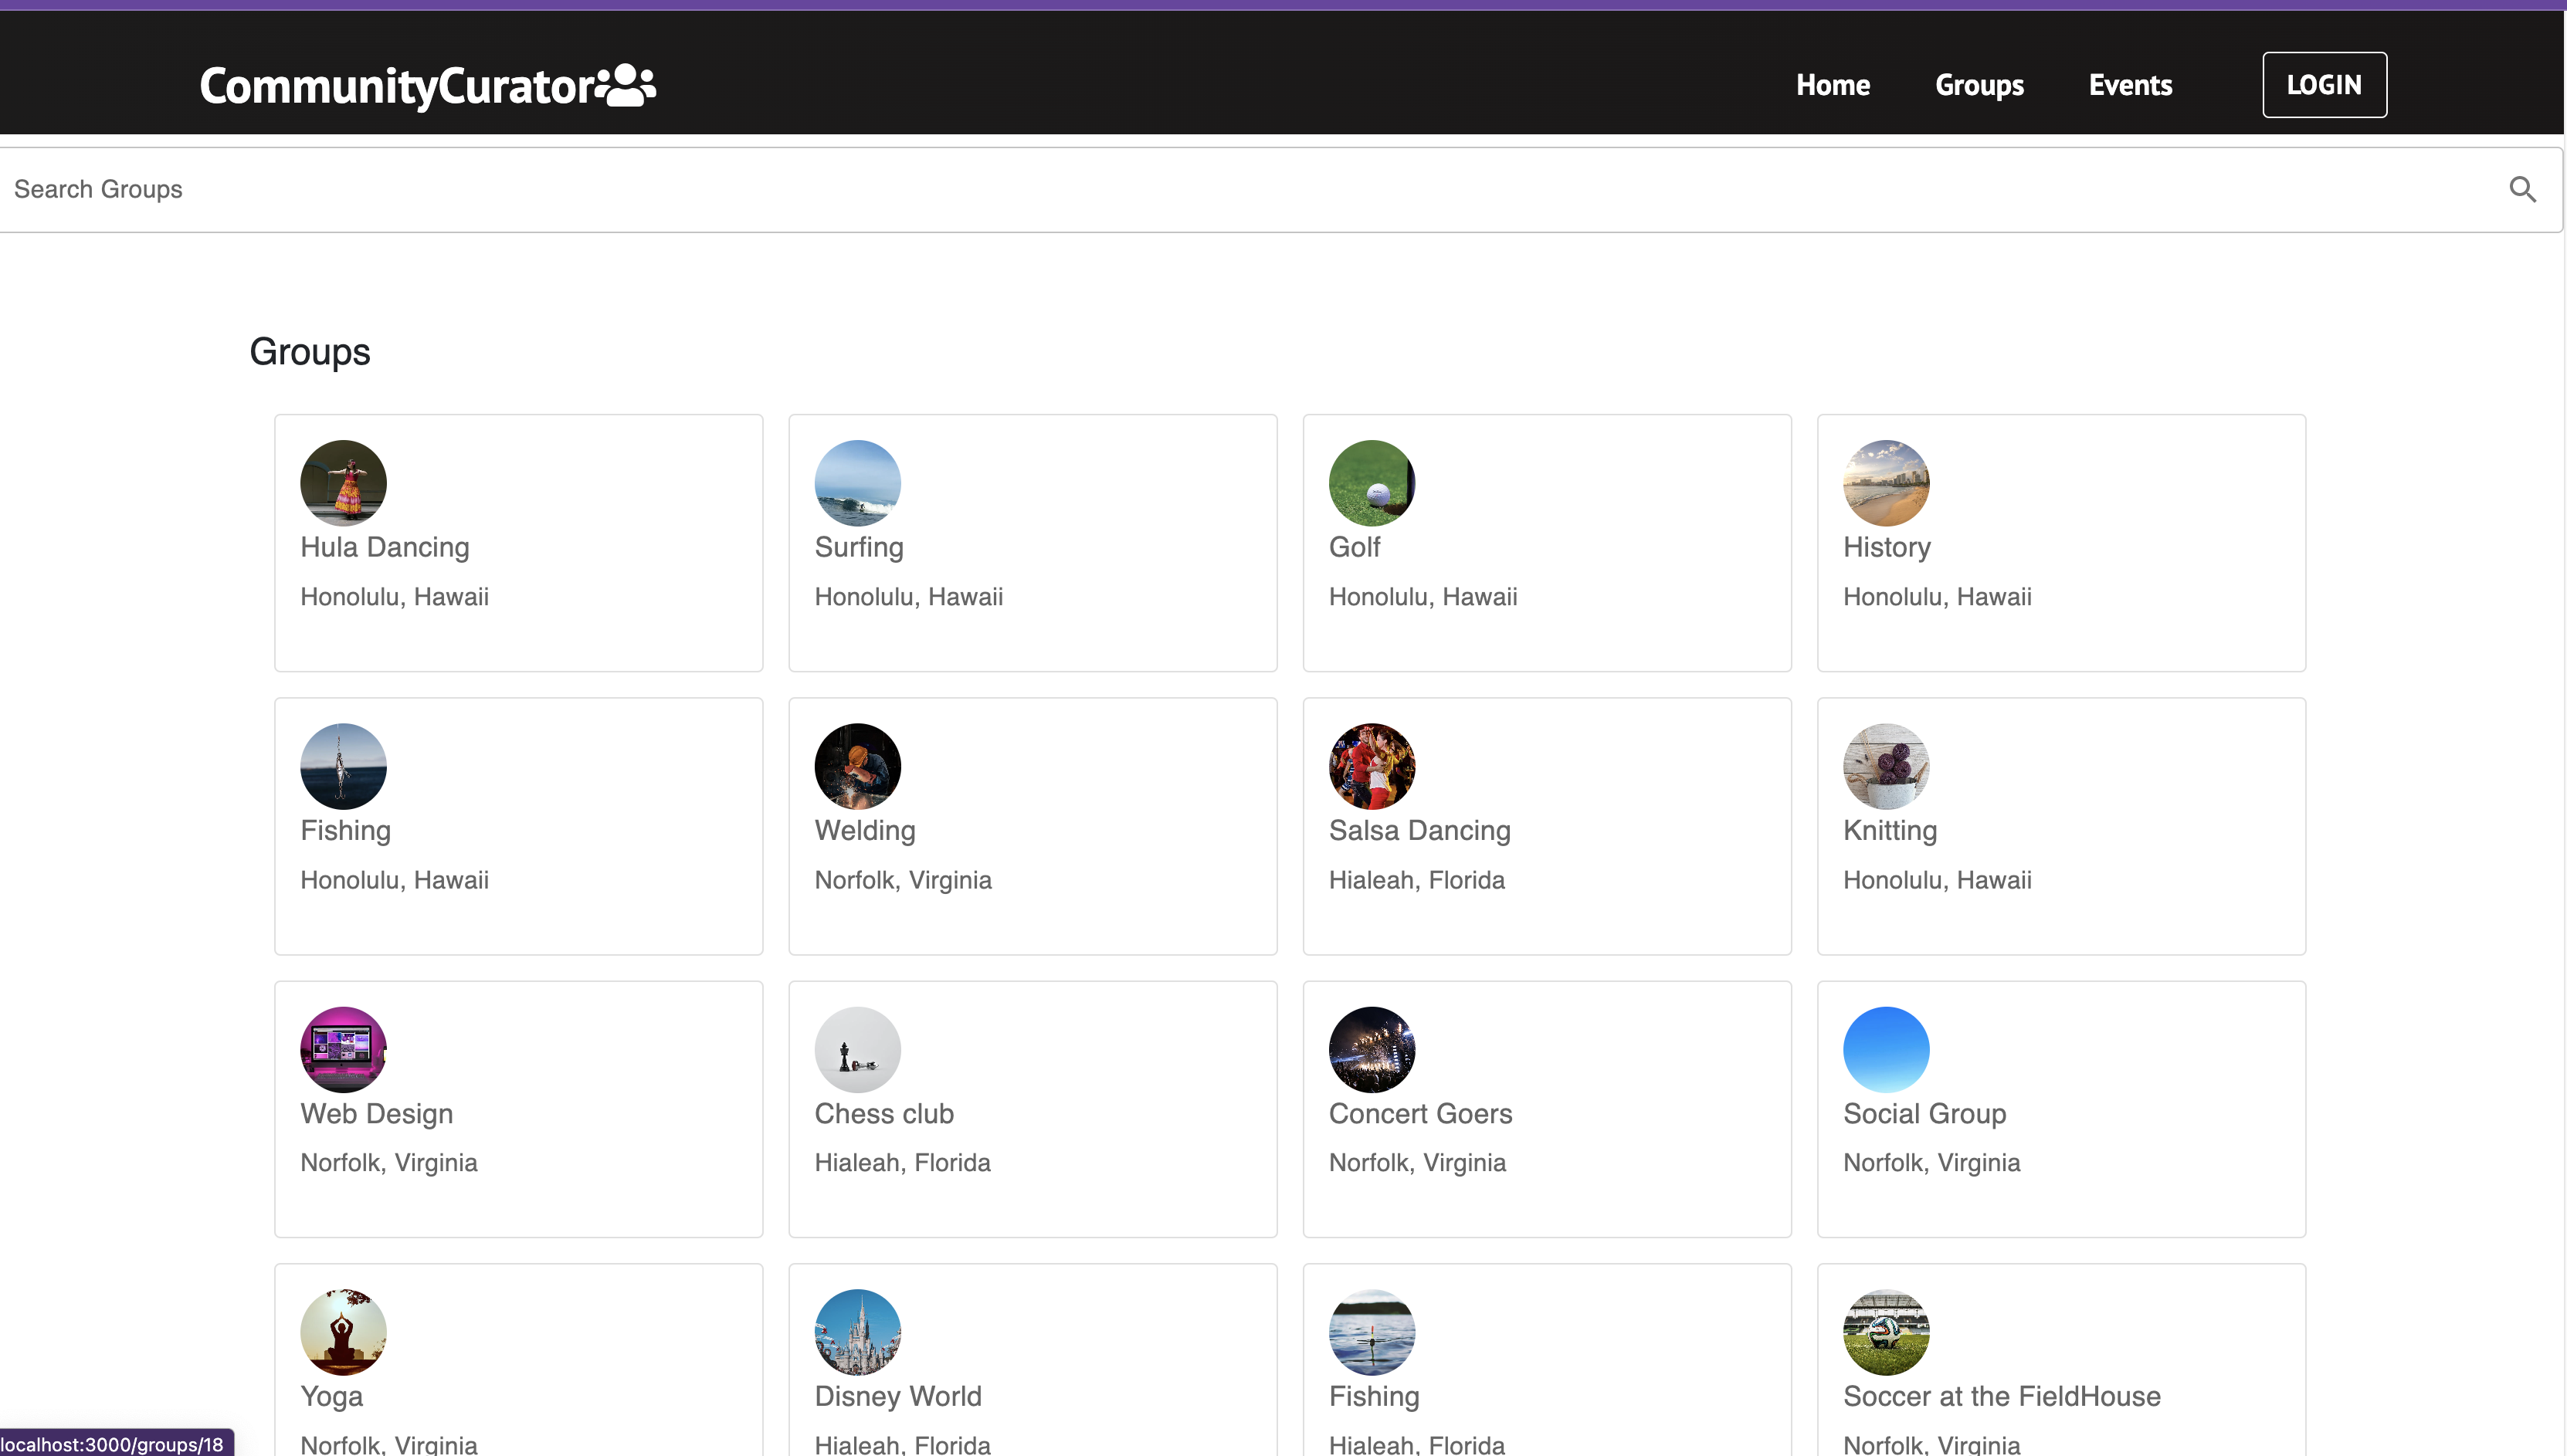 CommunityCurator
Home Groups Events LOGIN
Search Groups
Groups
Hula Dancing
Honolulu, Hawaii
Surfing
Honolulu, Hawaii
Golf
Honolulu, Hawaii
History
Honolulu, Hawaii
Fishing
Honolulu, Hawaii
Welding
Norfolk, Virginia
Salsa Dancing
Hialeah, Florida
Knitting
Honolulu, Hawaii
Web Design
Norfolk, Virginia
Chess club
Hialeah, Florida
Concert Goers
Norfolk, Virginia
Social Group
Norfolk, Virginia
Yoga
Norfolk, Virginia
Disney World
Hialeah, Florida
Fishing
Hialeah, Florida
Soccer at the FieldHouse
Norfolk, Virginia
localhost:3000/groups/18